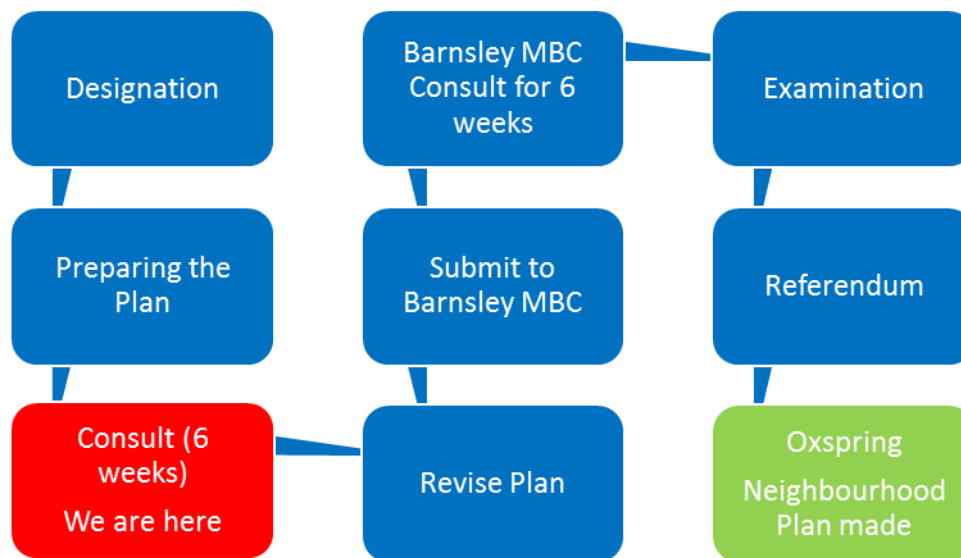 Designation
Preparing the
Plan
Consult (6
weeks)
We are here
Revise Plan
Submit to
Barnsley MBC
Barnsley MBC
Consult for 6
weeks
Examination
Referendum
Oxspring
Neighbourhood
Plan made